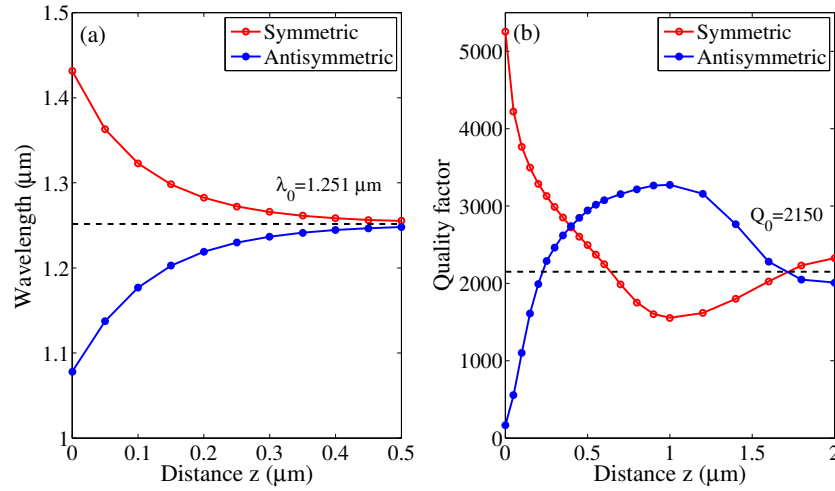 (a)
Symmetric
Antisymmetric
λ0=1.251 μm
Wavelength (μm)
1.5
1.4
1.3
1.2
1.1
1
0
0.1
0.2
0.3
0.4
0.5
Distance z (μm)
(b)
Symmetric
Antisymmetric
Q0=2150
Quality factor
5000
4000
3000
2000
1000
0
0
0.5
1
1.5
2
Distance z (μm)